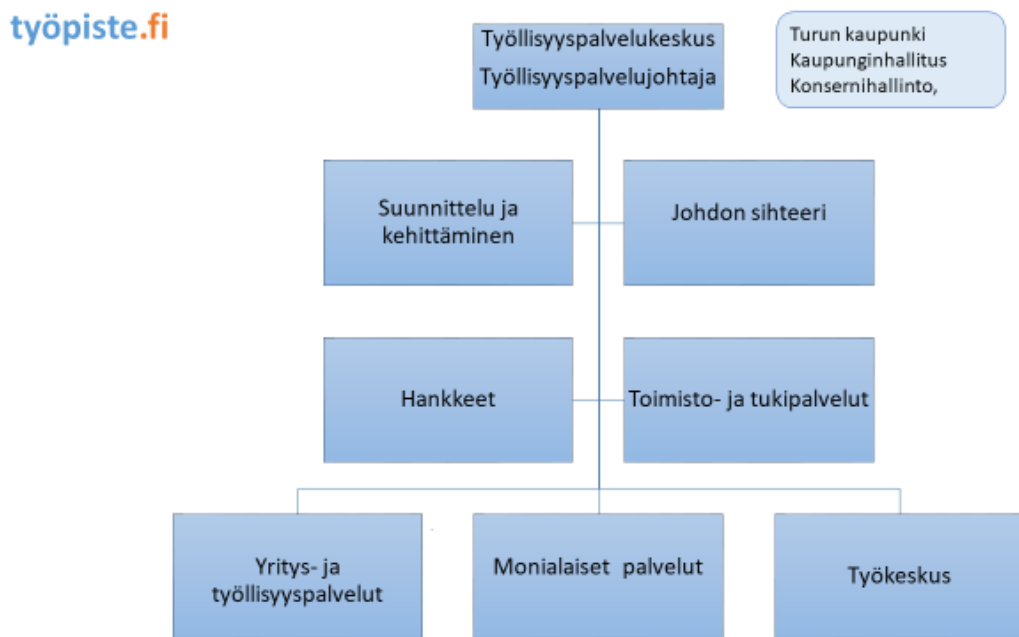 työpiste.fi
Työllisyyspalvelukeskus
Työllisyyspalvelujohtaja
Turun kaupunki
Kaupunginhallitus
Konsernihallinto,
Suunnittelu ja
kehittäminen
Johdon sihteeri
Hankkeet
Toimisto- ja tukipalvelut
Yritys- ja
työllisyyspalvelut
Monialaiset palvelut
Työkeskus